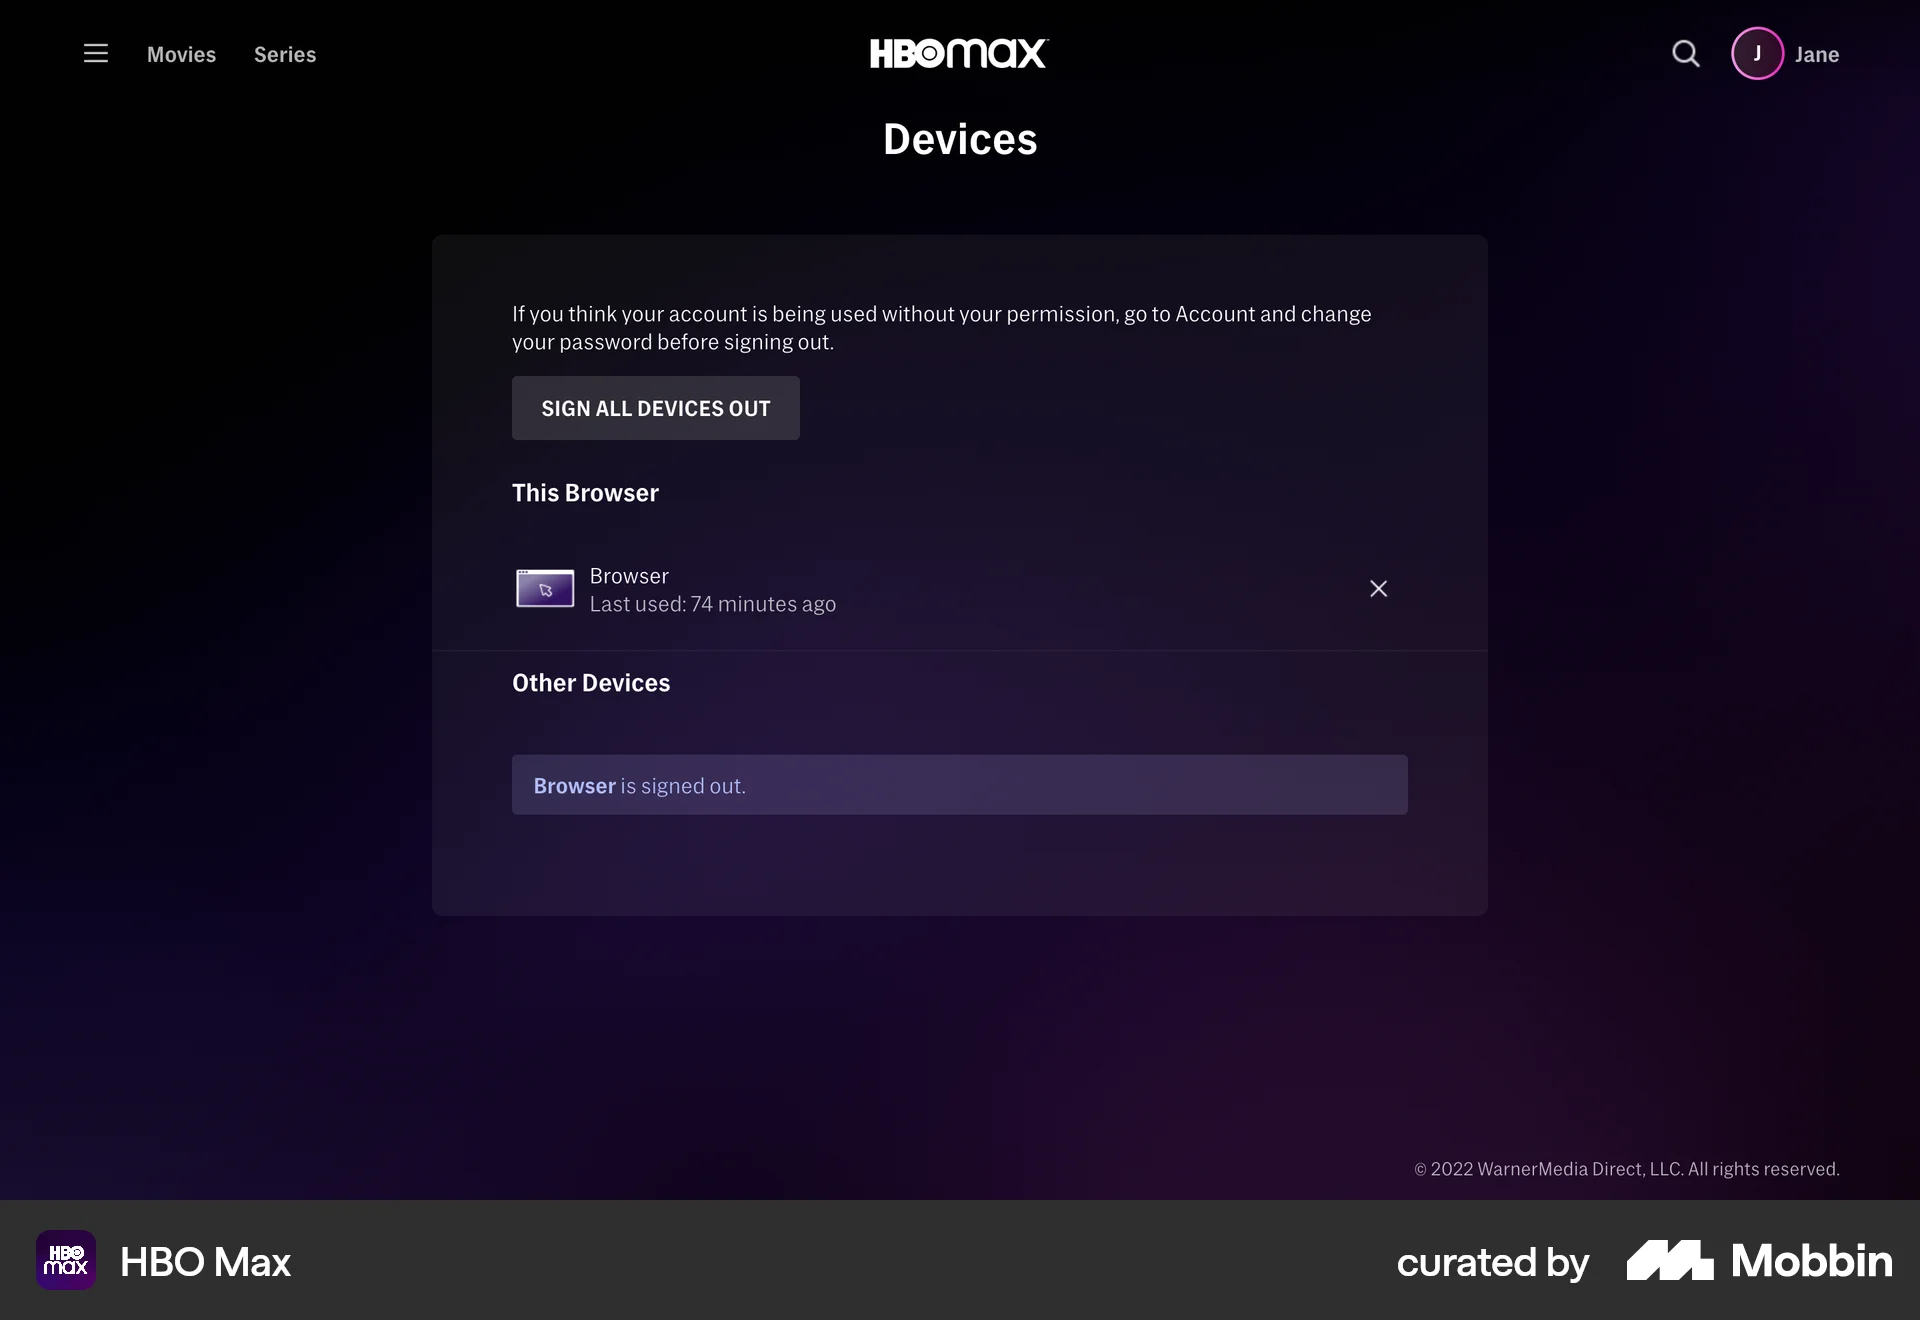 Movies
Series
HBOmax
J
Jane
Devices
If you think your account is being used without your permission, go to Account and change
your password before signing out.
SIGN ALL DEVICES OUT
This Browser
Browser
Last used: 74 minutes ago
Other Devices
Browser is signed out.
© 2022 WarnerMedia Direct, LLC. All rights reserved.
HBO
max
HBO Max
curated by
Mobbin